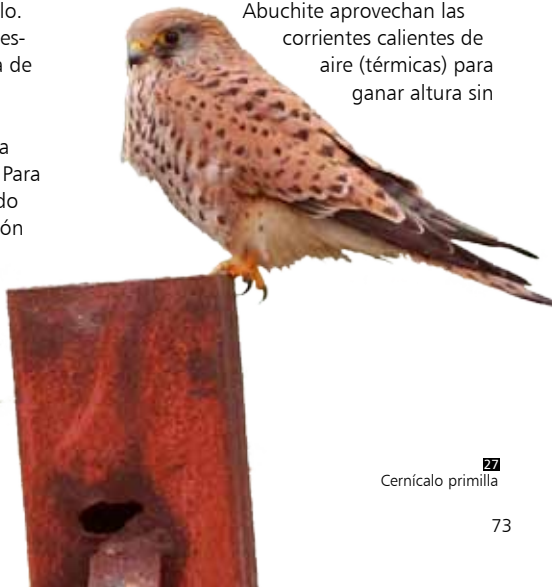 lo.
es-
a de
a
Para
do
ón
Abuchite aprovechan las
corrientes calientes de
aire (térmicas) para
ganar altura sin
27
Cernícalo primilla
73